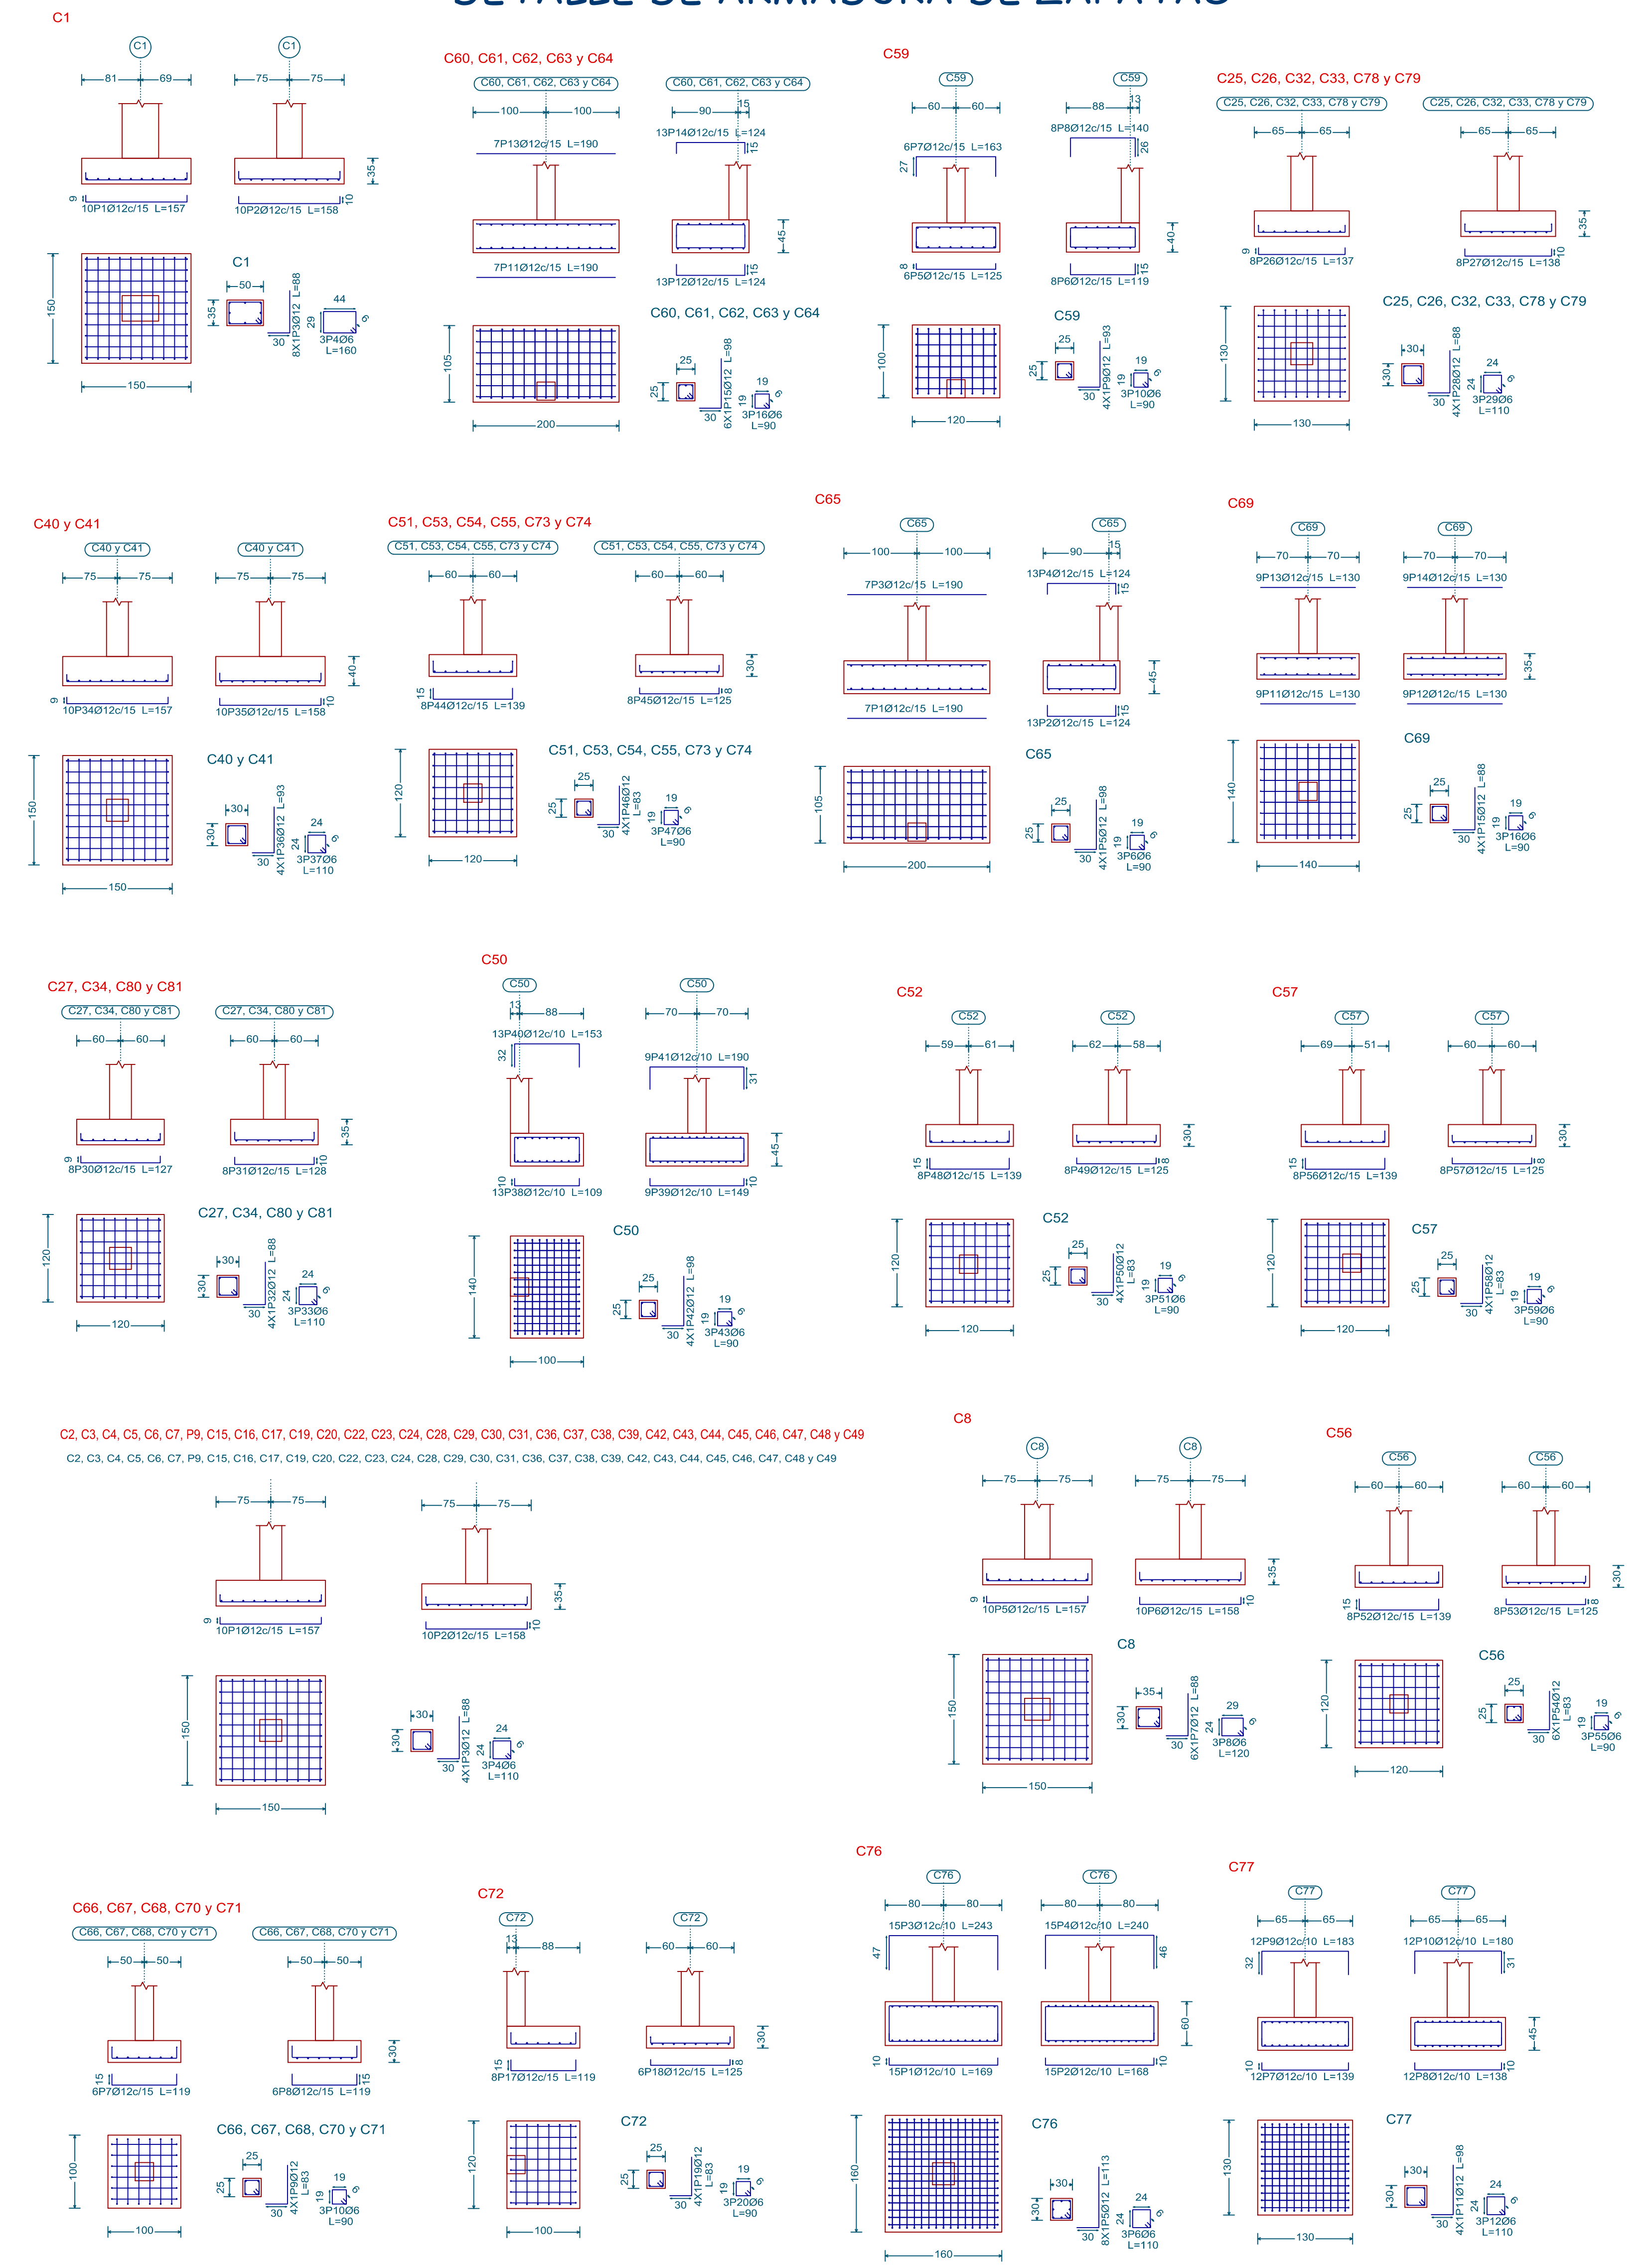 DETALLE DE ARMADURA DE ZAPATAS
C1
C1
C1
81
69
75
75
35
9
10P1Ø12c/15 L=157
10P2Ø12c/15 L=158
10
150
150
C1
50
35
30
8X1P3Ø12 L=88
44
29
6
3P4Ø6
L=160
C60, C61, C62, C63 y C64
C60, C61, C62, C63 y C64
C60, C61, C62, C63 y C64
100
100
90
15
7P13Ø12c/15 L=190
13P14Ø12c/15 L=124
15
45
7P11Ø12c/15 L=190
13P12Ø12c/15 L=124
15
105
200
C60, C61, C62, C63 y C64
25
25
30
6X1P15Ø12 L=98
19
19
6
3P16Ø6
L=90
C59
C59
C59
60
60
88
13
6P7Ø12c/15 L=163
27
8P8Ø12c/15 L=140
26
40
8
6P5Ø12c/15 L=125
8P6Ø12c/15 L=119
15
100
120
C59
25
25
30
4X1P9Ø12 L=93
19
19
6
3P10Ø6
L=90
C25, C26, C32, C33, C78 y C79
C25, C26, C32, C33, C78 y C79
C25, C26, C32, C33, C78 y C79
65
65
65
65
35
9
8P26Ø12c/15 L=137
8P27Ø12c/15 L=138
10
130
130
C25, C26, C32, C33, C78 y C79
30
30
30
4X1P28Ø12 L=88
24
24
6
3P29Ø6
L=110
C40 y C41
C40 y C41
C40 y C41
75
75
75
75
40
9
10P34Ø12c/15 L=157
10P35Ø12c/15 L=158
10
150
150
C40 y C41
30
30
30
4X1P36Ø12 L=93
24
24
6
3P37Ø6
L=110
C51, C53, C54, C55, C73 y C74
C51, C53, C54, C55, C73 y C74
C51, C53, C54, C55, C73 y C74
60
60
60
60
30
15
8P44Ø12c/15 L=139
8P45Ø12c/15 L=125
8
120
120
C51, C53, C54, C55, C73 y C74
25
25
30
4X1P46Ø12
L=83
19
19
6
3P47Ø6
L=90
C65
C65
C65
100
100
90
15
7P3Ø12c/15 L=190
13P4Ø12c/15 L=124
15
45
7P1Ø12c/15 L=190
13P2Ø12c/15 L=124
15
105
200
C65
25
25
30
4X1P5Ø12 L=98
19
19
6
3P6Ø6
L=90
C69
C69
C69
70
70
70
70
9P13Ø12c/15 L=130
9P14Ø12c/15 L=130
35
9P11Ø12c/15 L=130
9P12Ø12c/15 L=130
140
140
C69
25
25
30
4X1P15Ø12 L=88
19
19
6
3P16Ø6
L=90
C27, C34, C80 y C81
C27, C34, C80 y C81
C27, C34, C80 y C81
60
60
60
60
35
9
8P30Ø12c/15 L=127
8P31Ø12c/15 L=128
10
120
120
C27, C34, C80 y C81
30
30
30
4X1P32Ø12 L=88
24
24
6
3P33Ø6
L=110
C50
C50
C50
13
88
70
70
13P40Ø12c/10 L=153
32
9P41Ø12c/10 L=190
31
45
10
13P38Ø12c/10 L=109
9P39Ø12c/10 L=149
10
140
100
C50
25
25
30
4X1P42Ø12 L=98
19
19
6
3P43Ø6
L=90
C52
C52
C52
59
61
62
58
30
15
8P48Ø12c/15 L=139
8P49Ø12c/15 L=125
8
120
120
C52
25
25
30
4X1P50Ø12
L=83
19
19
6
3P51Ø6
L=90
C57
C57
C57
69
51
60
60
30
15
8P56Ø12c/15 L=139
8P57Ø12c/15 L=125
8
120
120
C57
25
25
30
4X1P58Ø12
L=83
19
19
6
3P59Ø6
L=90
C2, C3, C4, C5, C6, C7, P9, C15, C16, C17, C19, C20, C22, C23, C24, C28, C29, C30, C31, C36, C37, C38, C39, C42, C43, C44, C45, C46, C47, C48 y C49
C2, C3, C4, C5, C6, C7, P9, C15, C16, C17, C19, C20, C22, C23, C24, C28, C29, C30, C31, C36, C37, C38, C39, C42, C43, C44, C45, C46, C47, C48 y C49
75
75
75
75
35
9
10P1Ø12c/15 L=157
10P2Ø12c/15 L=158
10
150
150
30
30
30
4X1P3Ø12 L=88
24
24
6
3P4Ø6
L=110
C8
C8
C8
75
75
75
75
35
9
10P5Ø12c/15 L=157
10P6Ø12c/15 L=158
10
150
150
C8
35
30
30
6X1P7Ø12 L=88
29
24
6
3P8Ø6
L=120
C56
C56
C56
60
60
60
60
30
15
8P52Ø12c/15 L=139
8P53Ø12c/15 L=125
8
120
120
C56
25
25
30
6X1P54Ø12
L=83
19
19
6
3P55Ø6
L=90
C66, C67, C68, C70 y C71
C66, C67, C68, C70 y C71
C66, C67, C68, C70 y C71
50
50
50
50
30
15
6P7Ø12c/15 L=119
6P8Ø12c/15 L=119
15
100
100
C66, C67, C68, C70 y C71
25
25
30
4X1P9Ø12
L=83
19
19
6
3P10Ø6
L=90
C72
C72
C72
13
88
60
60
30
15
8P17Ø12c/15 L=119
6P18Ø12c/15 L=125
8
120
100
C72
25
25
30
4X1P19Ø12
L=83
19
19
6
3P20Ø6
L=90
C76
C76
C76
80
80
80
80
15P3Ø12c/10 L=243
47
15P4Ø12c/10 L=240
46
60
10
15P1Ø12c/10 L=169
15P2Ø12c/10 L=168
10
160
160
C76
30
30
30
8X1P5Ø12 L=113
24
24
6
3P6Ø6
L=110
C77
C77
C77
65
65
65
65
12P9Ø12c/10 L=183
32
12P10Ø12c/10 L=180
31
45
10
12P7Ø12c/10 L=139
12P8Ø12c/10 L=138
10
130
130
C77
30
30
30
4X1P11Ø12 L=98
24
24
6
3P12Ø6
L=110